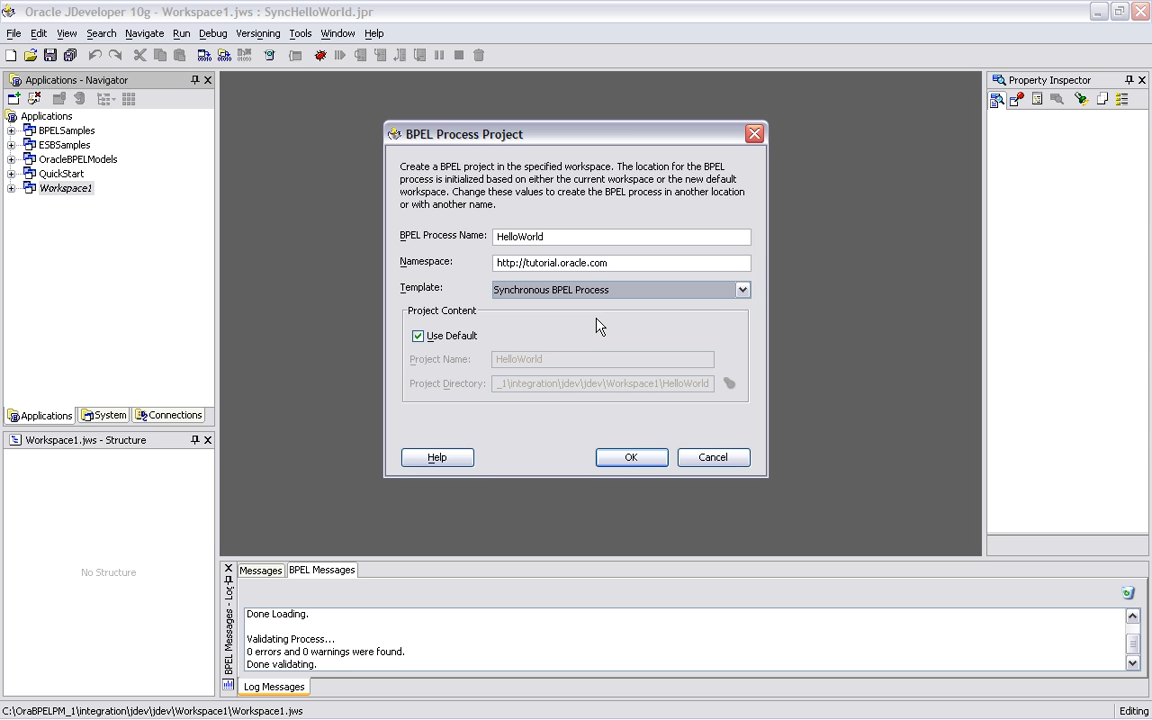 Oracle JDeveloper 10g - Workspace1.jws : SyncHelloWorld.jpr
File Edit View Search Navigate Run Debug Versioning Tools Window Help
Applications - Navigator
Applications
BPELSamples
ESBSamples
OracleBPELModels
QuickStart
Workspace1
Applications System Connections
Workspace1.jws - Structure
No Structure
BPEL Process Project
Create a BPEL project in the specified workspace. The location for the BPEL
process is initialized based on either the current workspace or the new default
workspace. Change these values to create the BPEL process in another location
or with another name.
BPEL Process Name: HelloWorld
Namespace: http://tutorial.oracle.com
Template: Synchronous BPEL Process
Project Content
Use Default
Project Name: HelloWorld
Project Directory: _1\integration\jdev\jdev\Workspace1\HelloWorld
Help OK Cancel
Property Inspector
BPEL Messages - Log
Messages BPEL Messages
Done Loading.
Validating Process...
0 errors and 0 warnings were found.
Done validating.
Log Messages
C:\OraBPELPM_1\integration\jdev\jdev\Workspace1\Workspace1.jws Editing